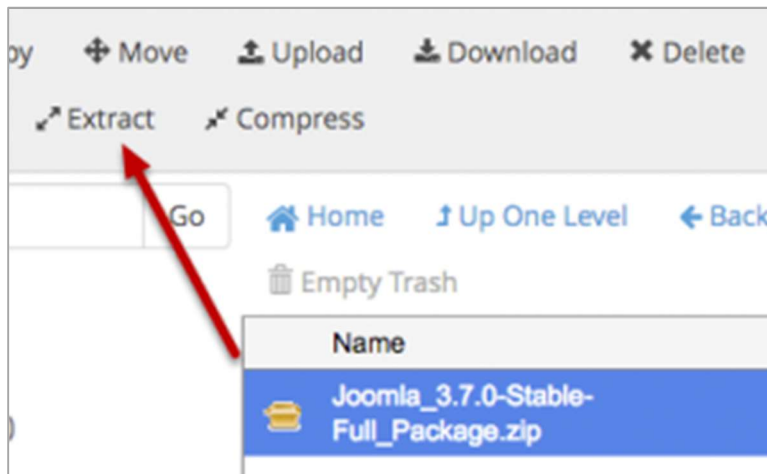 Move Upload Download Delete
Extract Compress
Go Home Up One Level Back
Empty Trash
Name
Joomla_3.7.0-Stable-
Full_Package.zip